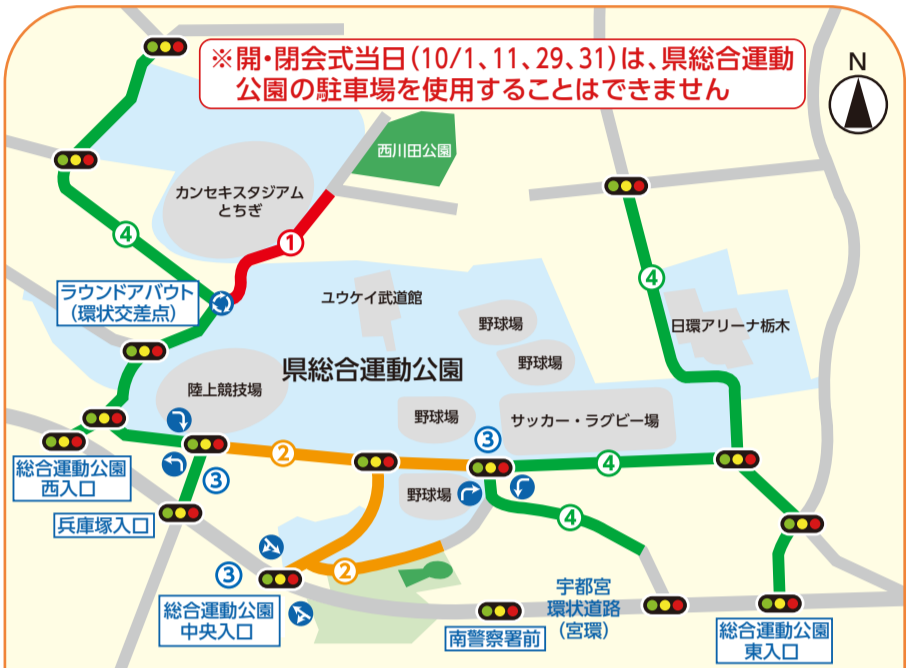 ※開・閉会式当日(10/1、11、29、31)は、県総合運動
公園の駐車場を使用することはできません
N
西川田公園
カンセキスタジアム
とちぎ
①
④
④
ラウンドアバウト
(環状交差点)
ユウケイ武道館
野球場
日環アリーナ栃木
野球場
県総合運動公園
陸上競技場
野球場
サッカー・ラグビー場
③
②
④
総合運動公園
西入口
③
野球場
兵庫塚入口
④
③
②
総合運動公園
中央入口
南警察署前
宇都宮
環状道路
(宮環)
総合運動公園
東入口